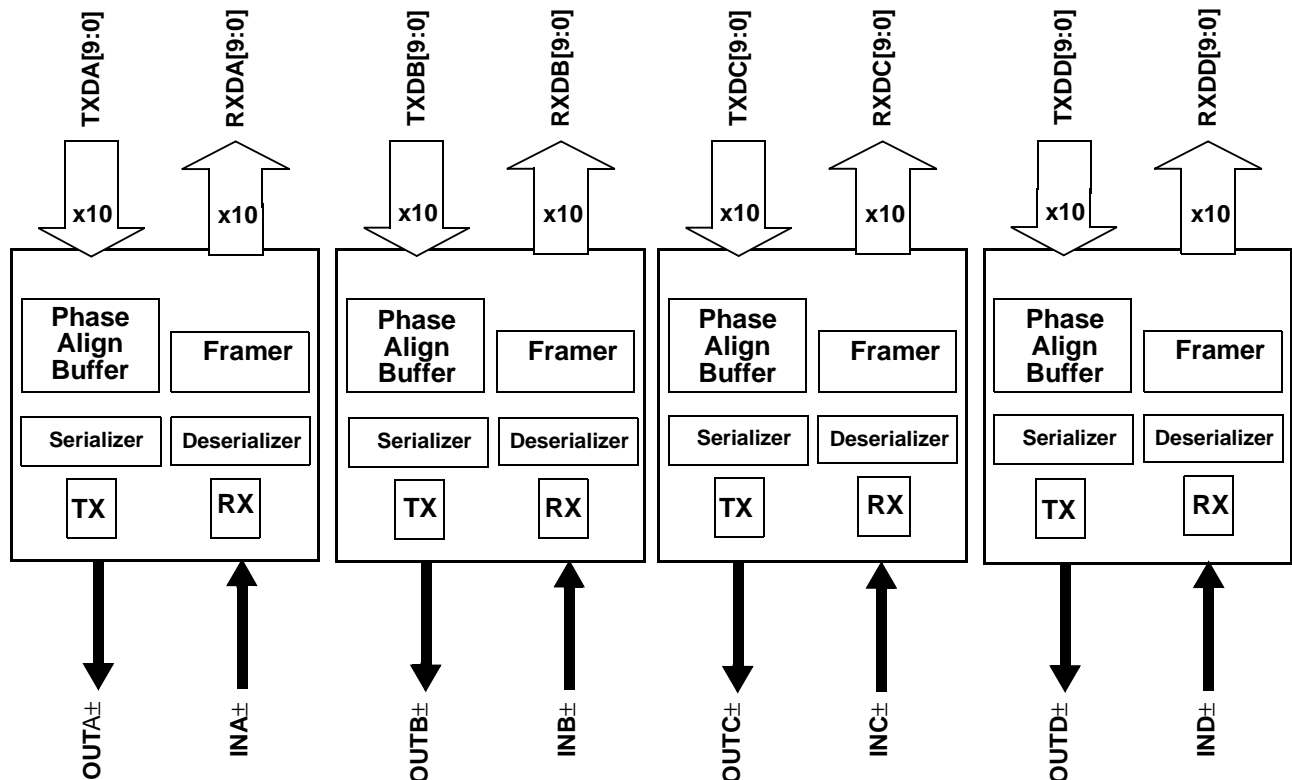 TXDA[9:0]
RXDA[9:0]
TXDB[9:0]
RXDB[9:0]
TXDC[9:0]
RXDC[9:0]
TXDD[9:0]
RXDD[9:0]
x10
x10
x10
x10
x10
x10
x10
x10
Phase
Align
Buffer
Framer
Phase
Align
Buffer
Framer
Phase
Align
Buffer
Framer
Phase
Align
Buffer
Framer
Serializer
Deserializer
Serializer
Deserializer
Serializer
Deserializer
Serializer
Deserializer
TX
RX
TX
RX
TX
RX
TX
RX
OUTA±
INA±
OUTB±
INB±
OUTC±
INC±
OUTD±
IND±